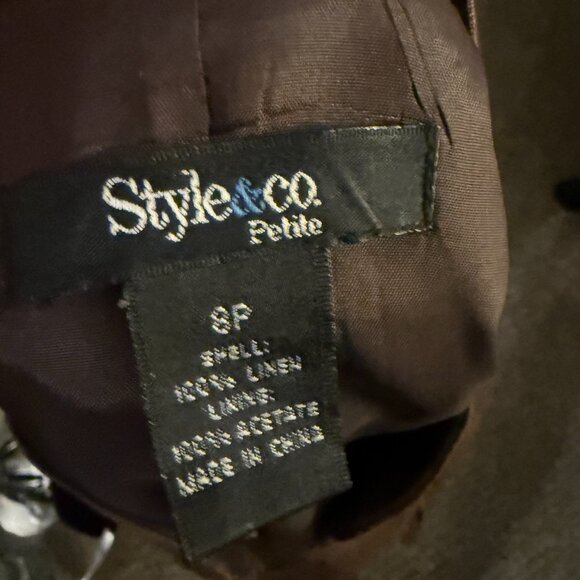 Style&co.
Petite
8P
SHELL:
100% LINEN
LINING:
100% ACETATE
MADE IN CHINA